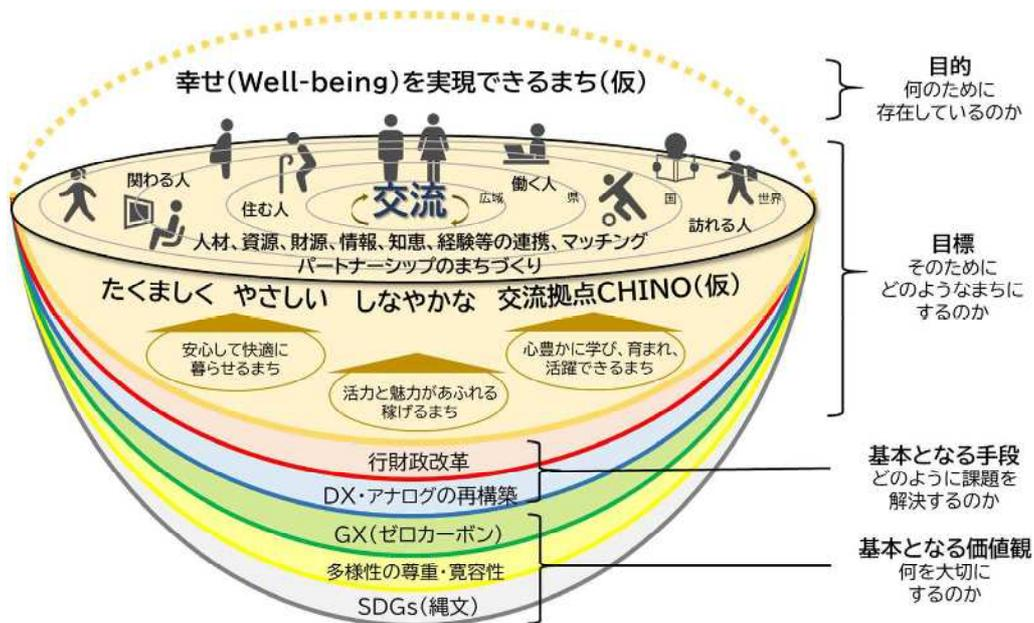 幸せ(Well-being)を実現できるまち(仮)
関わる人
住む人
交流
広域
働く人
県
国
世界
訪れる人
人材、資源、財源、情報、知恵、経験等の連携、マッチング
パートナーシップのまちづくり
たくましく やさしい しなやかな 交流拠点CHINO(仮)
安心して快適に
暮らせるまち
活力と魅力があふれる
稼げるまち
心豊かに学び、育まれ、
活躍できるまち
行財政改革
DX・アナログの再構築
GX(ゼロカーボン)
多様性の尊重・寛容性
SDGs(縄文)
目的
何のために
存在しているのか
目標
そのために
どのようなまちに
するのか
基本となる手段
どのように課題を
解決するのか
基本となる価値観
何を大切に
するのか